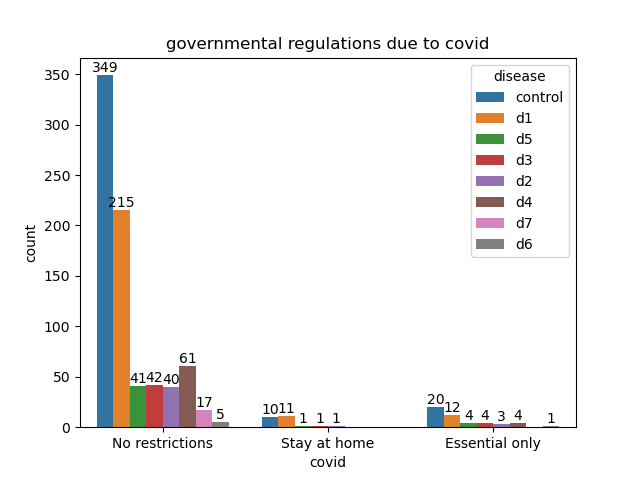 governmental regulations due to covid
count
350
300
250
200
150
100
50
0
349
215
41
42
40
61
17
5
10
11
1
1
1
20
12
4
4
3
4
1
disease
control
d1
d5
d3
d2
d4
d7
d6
No restrictions
Stay at home
Essential only
covid